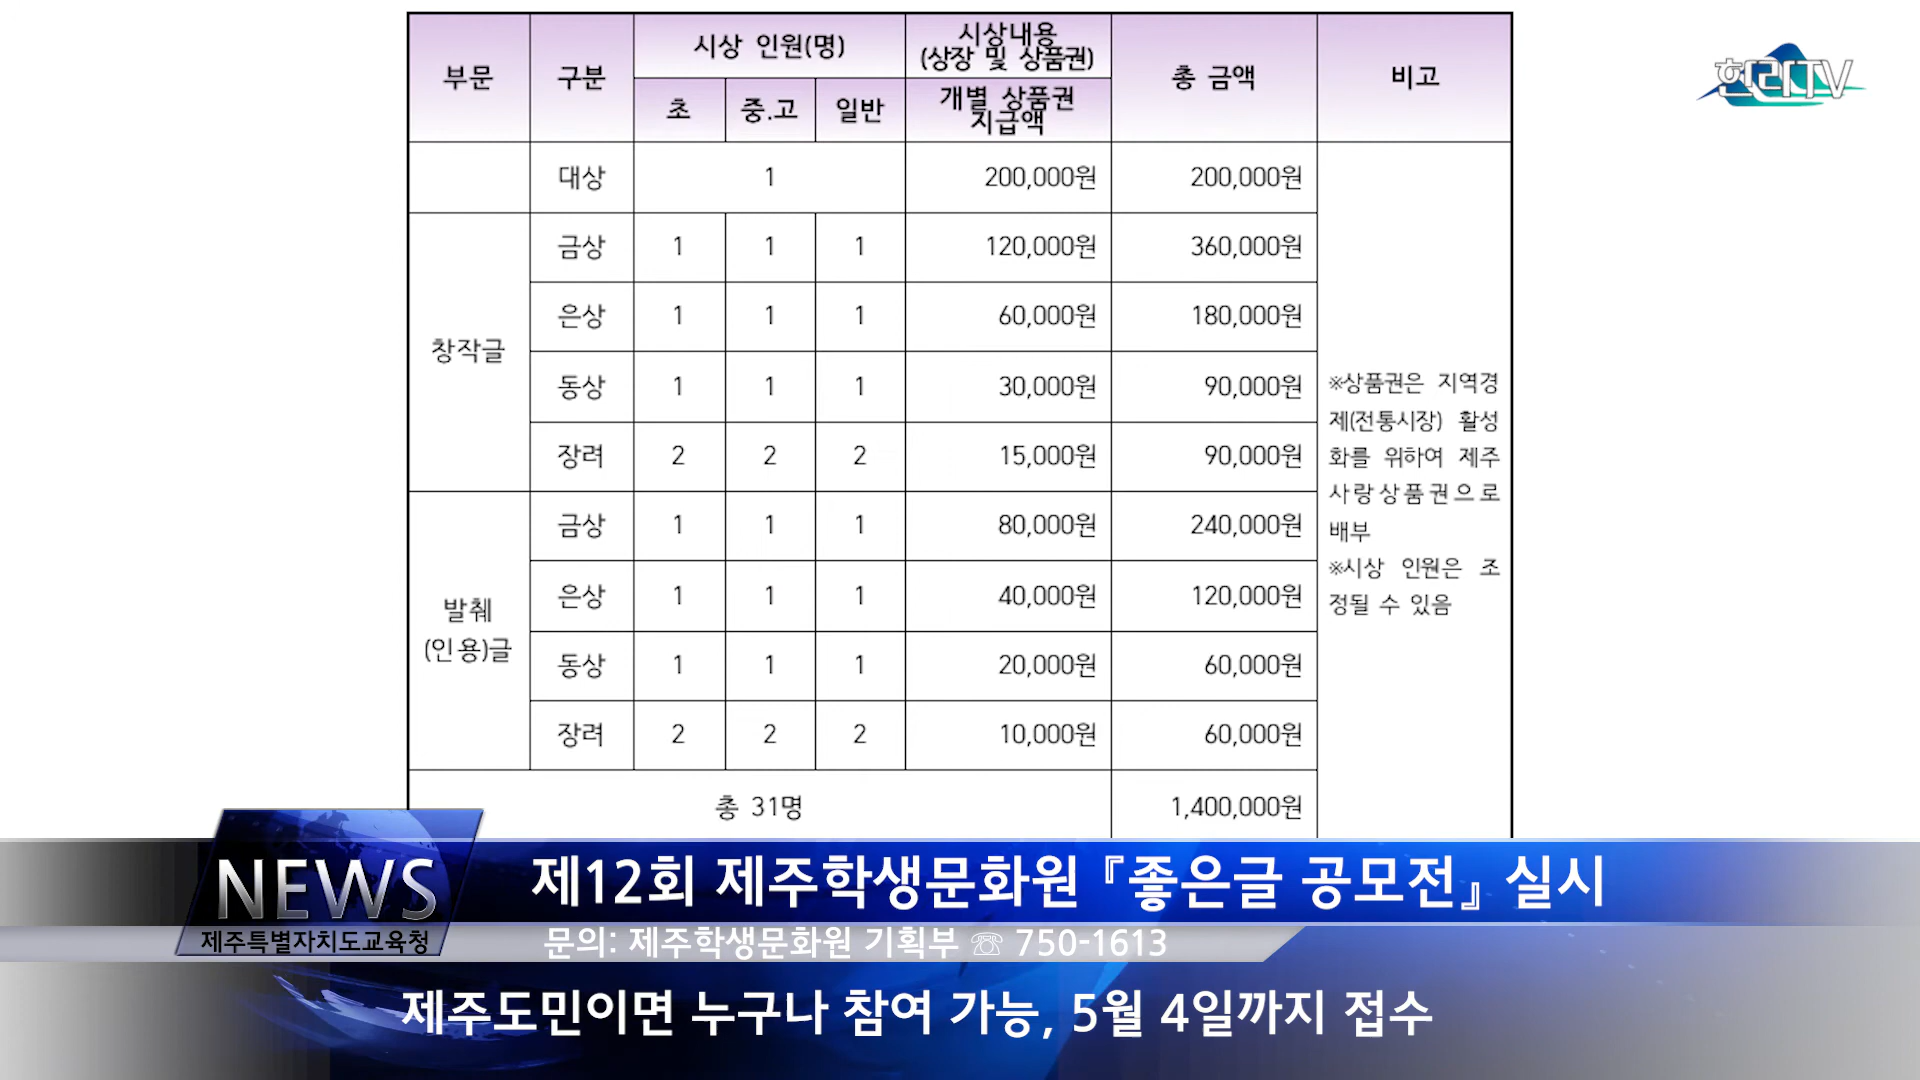 한라TV
부문 구분 시상 인원(명) 시상내용 (상장 및 상품권) 총 금액 비고
초 중.고 일반 개별 상품권 지급액
대상 1 200,000원 200,000원
창작글 금상 1 1 1 120,000원 360,000원
은상 1 1 1 60,000원 180,000원
동상 1 1 1 30,000원 90,000원
장려 2 2 2 15,000원 90,000원
발췌
(인용)글
금상 1 1 1 80,000원 240,000원
은상 1 1 1 40,000원 120,000원
동상 1 1 1 20,000원 60,000원
장려 2 2 2 10,000원 60,000원
총 31명 1,400,000원
※상품권은 지역경
제(전통시장) 활성
화를 위하여 제주
사랑상품권으로
배부
※시상 인원은 조
정될 수 있음
NEWS
제주특별자치도교육청
제12회 제주학생문화원 『좋은글 공모전』 실시
문의: 제주학생문화원 기획부 ☏ 750-1613
제주도민이면 누구나 참여 가능, 5월 4일까지 접수